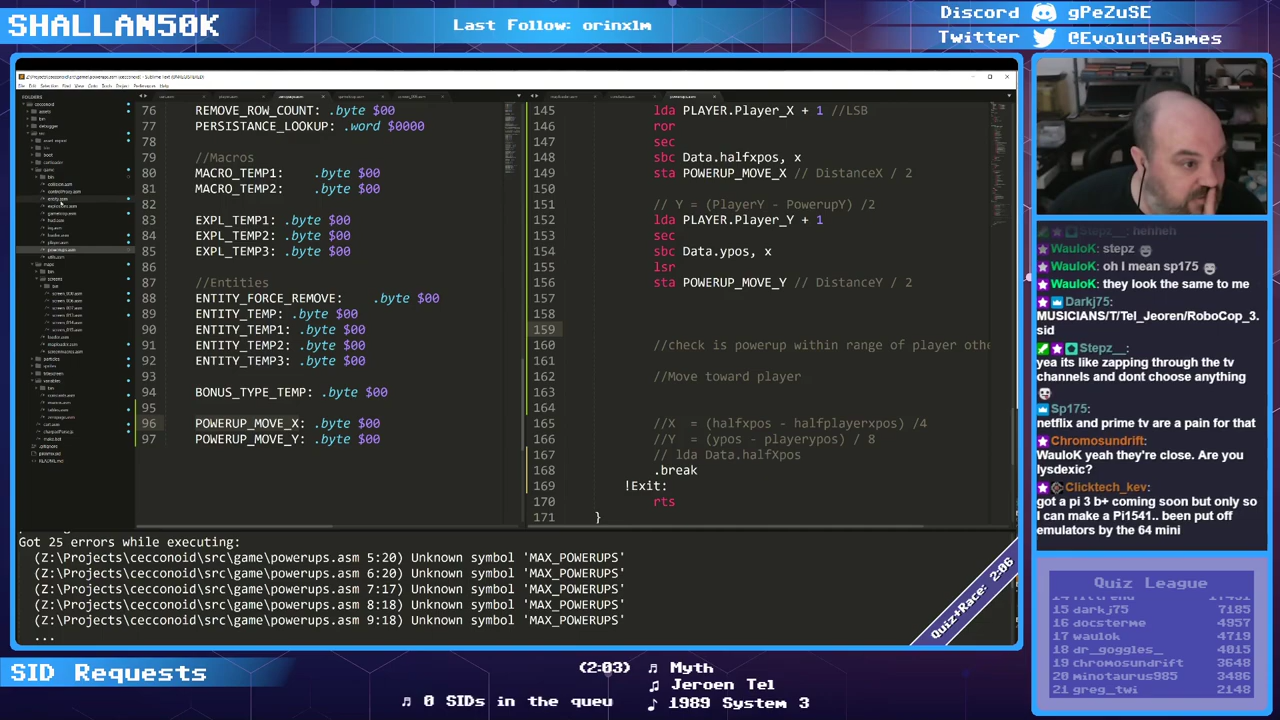 SHALLAN50K
Last Follow: orinxlm
Discord gPeZuSE
Twitter @EvoluteGames
76 REMOVE_ROW_COUNT: .byte $00
77 PERSISTANCE_LOOKUP: .word $0000
78
79 //Macros
80 MACRO_TEMP1: .byte $00
81 MACRO_TEMP2: .byte $00
82
83 EXPL_TEMP1: .byte $00
84 EXPL_TEMP2: .byte $00
85 EXPL_TEMP3: .byte $00
86
87 //Entities
88 ENTITY_FORCE_REMOVE: .byte $00
89 ENTITY_TEMP: .byte $00
90 ENTITY_TEMP1: .byte $00
91 ENTITY_TEMP2: .byte $00
92 ENTITY_TEMP3: .byte $00
93
94 BONUS_TYPE_TEMP: .byte $00
95
96 POWERUP_MOVE_X: .byte $00
97 POWERUP_MOVE_Y: .byte $00
145 lda PLAYER.Player_X + 1 //LSB
146 ror
147 sec
148 sbc Data.halfxpos, x
149 sta POWERUP_MOVE_X // DistanceX / 2
150
151 // Y = (PlayerY - PowerupY) /2
152 lda PLAYER.Player_Y + 1
153 sec
154 sbc Data.ypos, x
155 lsr
156 sta POWERUP_MOVE_Y // DistanceY / 2
157
158
159
160 //check is powerup within range of player othe
161
162 //Move toward player
163
164
165 //X = (halfxpos - halfplayerxpos) /4
166 //Y = (ypos - playerypos) / 8
167 // lda Data.halfXpos
168 .break
169 !Exit:
170 rts
171 }
Got 25 errors while executing:
(Z:\Projects\cecconoid\src\game\powerups.asm 5:20) Unknown symbol 'MAX_POWERUPS'
(Z:\Projects\cecconoid\src\game\powerups.asm 6:20) Unknown symbol 'MAX_POWERUPS'
(Z:\Projects\cecconoid\src\game\powerups.asm 7:17) Unknown symbol 'MAX_POWERUPS'
(Z:\Projects\cecconoid\src\game\powerups.asm 8:18) Unknown symbol 'MAX_POWERUPS'
(Z:\Projects\cecconoid\src\game\powerups.asm 9:18) Unknown symbol 'MAX_POWERUPS'
...
Quiz+Race: 2:06
Stepz__: hehheh
WauloK: stepz
WauloK: oh I mean sp175
WauloK: they look the same to me
Darkj75:
MUSICIANS/T/Tel_Jeoren/RoboCop_3.
sid
Stepz__:
yea its like zapping through the tv
channels and dont choose anything
Sp175:
netflix and prime tv are a pain for that
Chromosundrift:
WauloK yeah they're close. Are you
lysdexic?
Clicktech_kev:
got a pi 3 b+ coming soon but only so
I can make a Pi1541.. been put off
emulators by the 64 mini
Quiz League
15 darkj75 7185
16 docsterme 4957
17 waulok 4719
18 dr_goggles_ 4015
19 chromosundrift 3648
20 minotaurus985 3486
21 greg_twi 2148
SID Requests
(2:03) Myth
Jeroen Tel
1989 System 3
0 SIDs in the queu